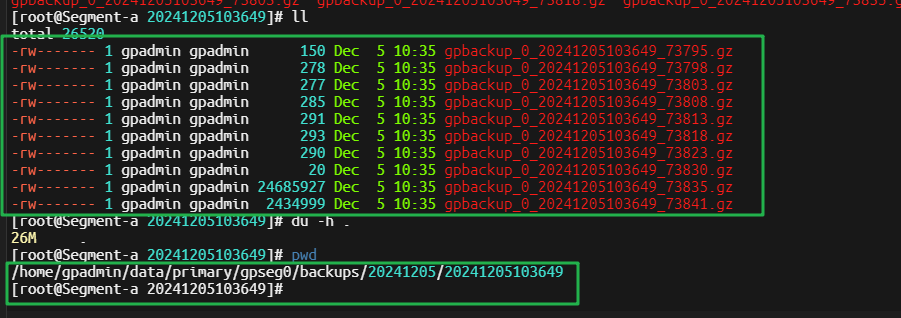 [root@Segment-a 20241205103649]# ll
total 26520
-rw------- 1 gpadmin gpadmin      150 Dec  5 10:35 gpbackup_0_20241205103649_73795.gz
-rw------- 1 gpadmin gpadmin      278 Dec  5 10:35 gpbackup_0_20241205103649_73798.gz
-rw------- 1 gpadmin gpadmin      277 Dec  5 10:35 gpbackup_0_20241205103649_73803.gz
-rw------- 1 gpadmin gpadmin      285 Dec  5 10:35 gpbackup_0_20241205103649_73808.gz
-rw------- 1 gpadmin gpadmin      291 Dec  5 10:35 gpbackup_0_20241205103649_73813.gz
-rw------- 1 gpadmin gpadmin      293 Dec  5 10:35 gpbackup_0_20241205103649_73818.gz
-rw------- 1 gpadmin gpadmin      290 Dec  5 10:35 gpbackup_0_20241205103649_73823.gz
-rw------- 1 gpadmin gpadmin       20 Dec  5 10:35 gpbackup_0_20241205103649_73830.gz
-rw------- 1 gpadmin gpadmin 24685927 Dec  5 10:35 gpbackup_0_20241205103649_73835.gz
-rw------- 1 gpadmin gpadmin  2434999 Dec  5 10:35 gpbackup_0_20241205103649_73841.gz
[root@Segment-a 20241205103649]# du -h .
26M     .
[root@Segment-a 20241205103649]# pwd
/home/gpadmin/data/primary/gpseg0/backups/20241205/20241205103649
[root@Segment-a 20241205103649]#